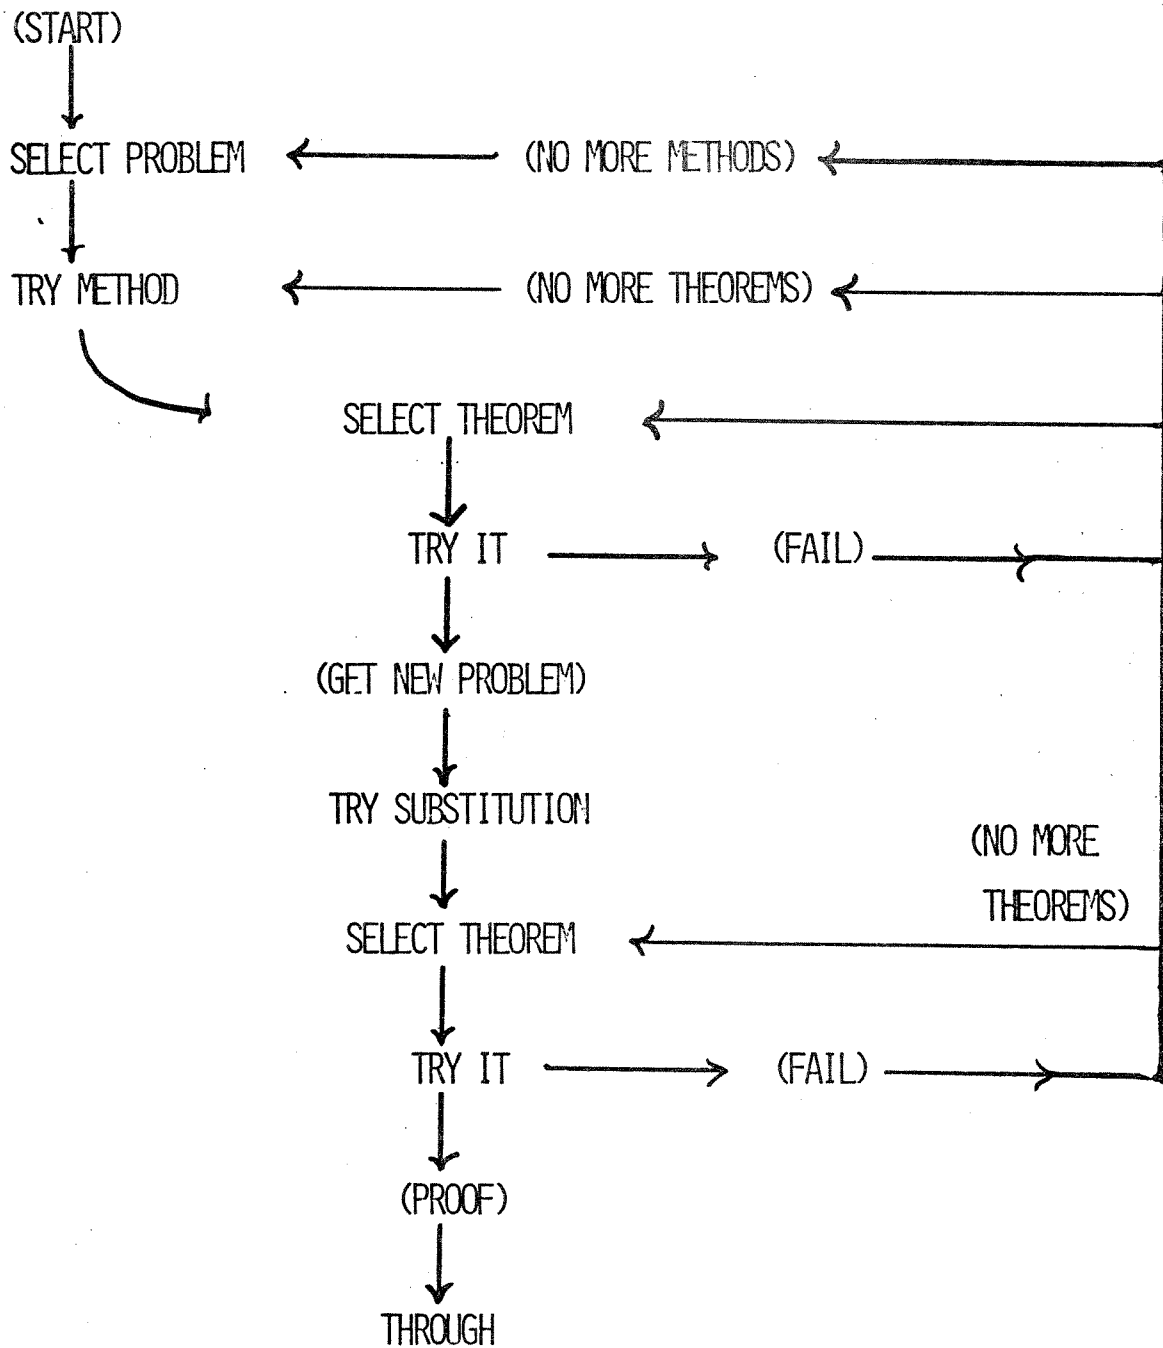 (START)
SELECT PROBLEM (NO MORE METHODS)
TRY METHOD (NO MORE THEOREMS)
SELECT THEOREM
TRY IT (FAIL)
(GET NEW PROBLEM)
TRY SUBSTITUTION
(NO MORE
THEOREMS)
SELECT THEOREM
TRY IT (FAIL)
(PROOF)
THROUGH